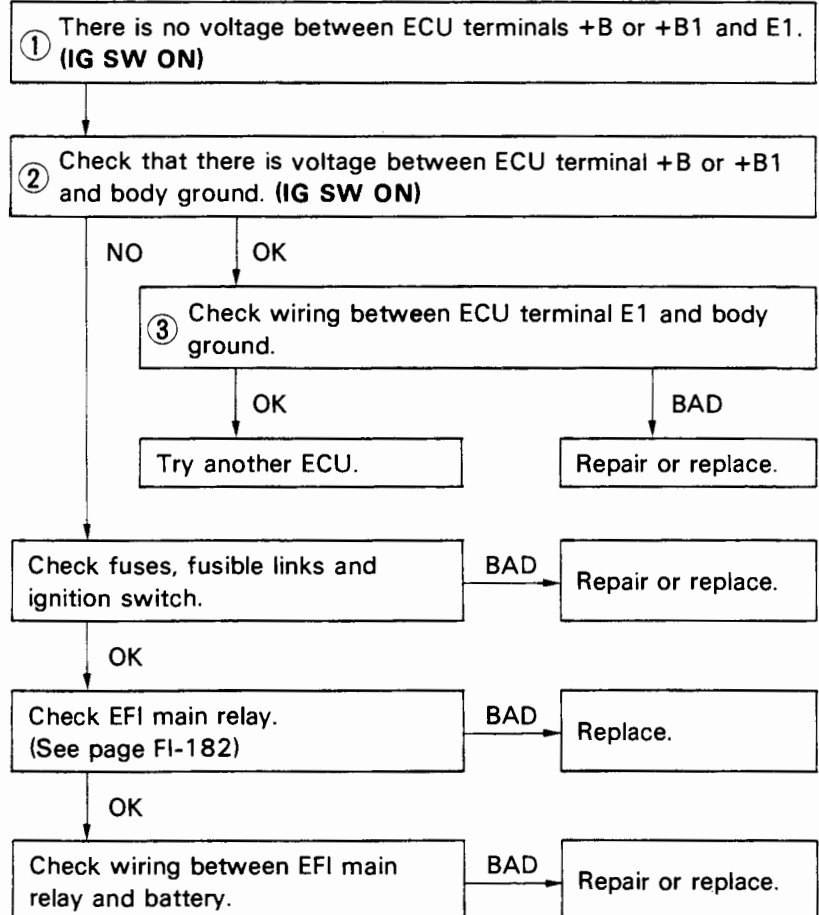 ① There is no voltage between ECU terminals +B or +B1 and E1.
(IG SW ON)
② Check that there is voltage between ECU terminal +B or +B1
and body ground. (IG SW ON)
NO
OK
③ Check wiring between ECU terminal E1 and body
ground.
OK
BAD
Try another ECU.
Repair or replace.
Check fuses, fusible links and
ignition switch.
BAD
Repair or replace.
OK
Check EFI main relay.
(See page FI-182)
BAD
Replace.
OK
Check wiring between EFI main
relay and battery.
BAD
Repair or replace.